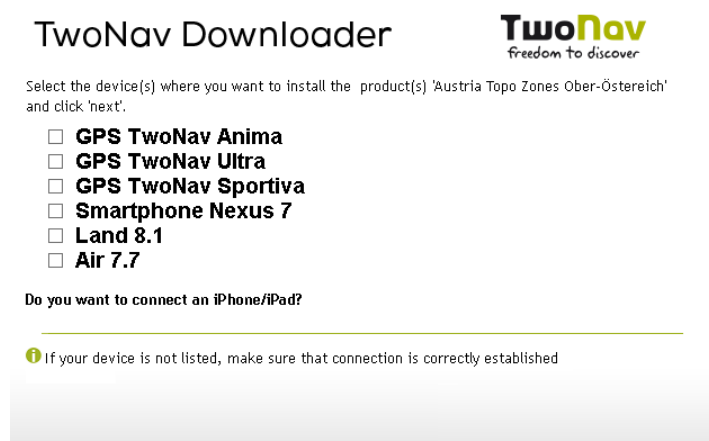 TwoNav Downloader
TwoNav
freedom to discover
Select the device(s) where you want to install the product(s) 'Austria Topo Zones Ober-Östereich'
and click 'next'.
GPS TwoNav Anima
GPS TwoNav Ultra
GPS TwoNav Sportiva
Smartphone Nexus 7
Land 8.1
Air 7.7
Do you want to connect an iPhone/iPad?
If your device is not listed, make sure that connection is correctly established